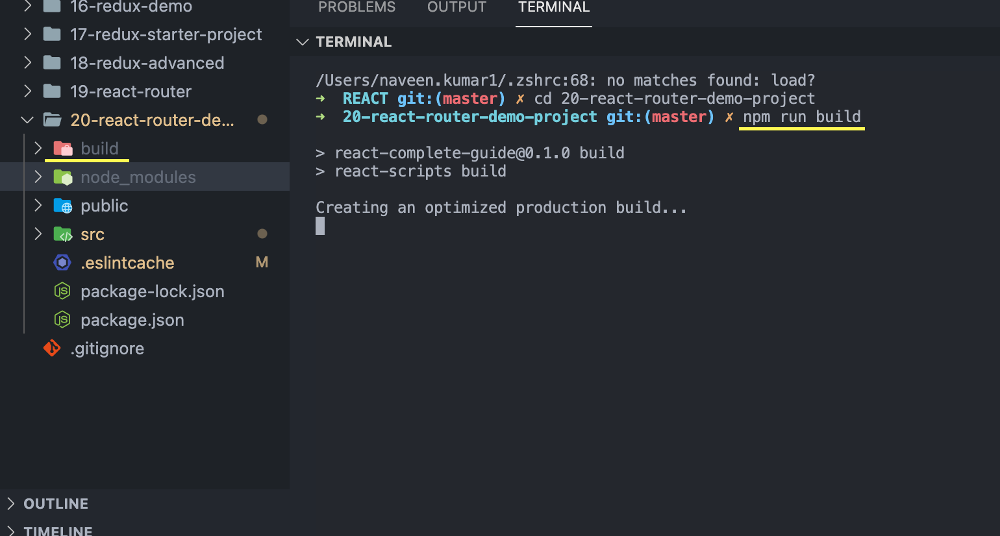 16-redux-demo
17-redux-starter-project
18-redux-advanced
19-react-router
20-react-router-de...
build
node_modules
public
src
.eslintcache M
package-lock.json
package.json
.gitignore
OUTLINE
TIMELINE
PROBLEMS OUTPUT TERMINAL
TERMINAL
/Users/naveen.kumar1/.zshrc:68: no matches found: load?
➜ REACT git:(master) ✗ cd 20-react-router-demo-project
➜ 20-react-router-demo-project git:(master) ✗ npm run build
> react-complete-guide@0.1.0 build
> react-scripts build
Creating an optimized production build...